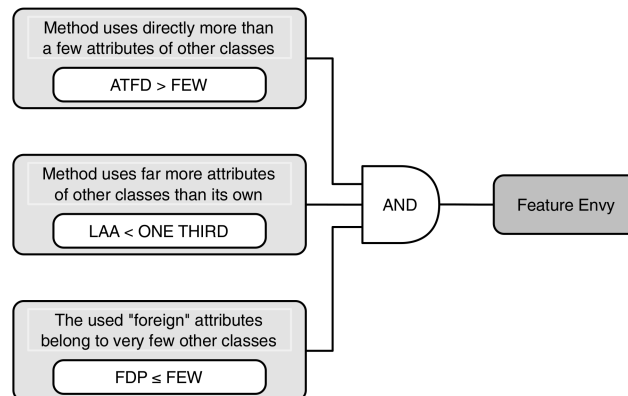 Method uses directly more than
a few attributes of other classes
ATFD > FEW
Method uses far more attributes
of other classes than its own
LAA < ONE THIRD
AND
Feature Envy
The used "foreign" attributes
belong to very few other classes
FDP ≤ FEW